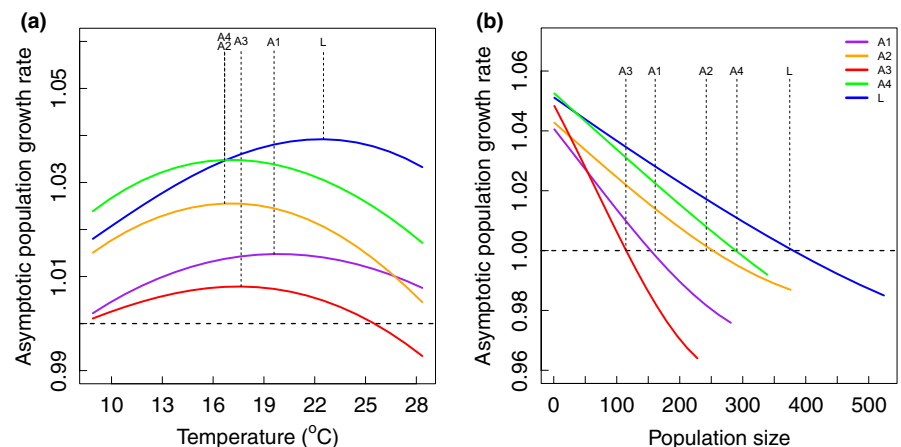 (a)
A4
A2
A3
A1
L
Asymptotic population growth rate
0.99
1.01
1.03
1.05
10
13
16
19
22
25
28
Temperature (°C)
(b)
A3
A1
A2
A4
L
A1
A2
A3
A4
L
Asymptotic population growth rate
0.96
0.98
1.00
1.02
1.04
1.06
0
100
200
300
400
500
Population size